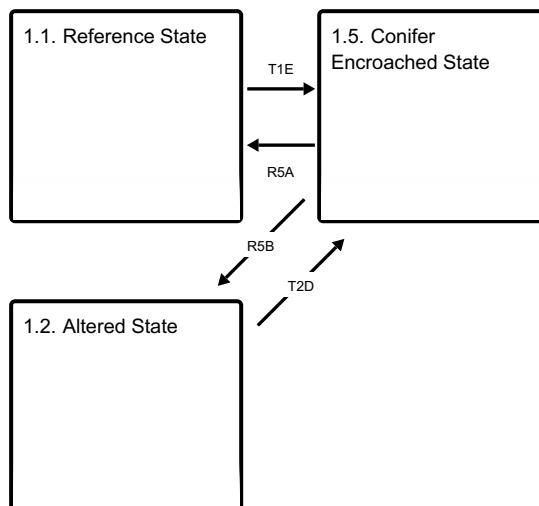 1.1. Reference State
1.5. Conifer
Encroached State
T1E
R5A
R5B
T2D
1.2. Altered State